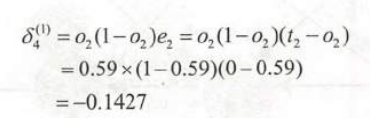 δ₄⁽¹⁾ = o₂(1−o₂)e₂ = o₂(1−o₂)(t₂−o₂)
= 0.59×(1−0.59)(0−0.59)
= −0.1427